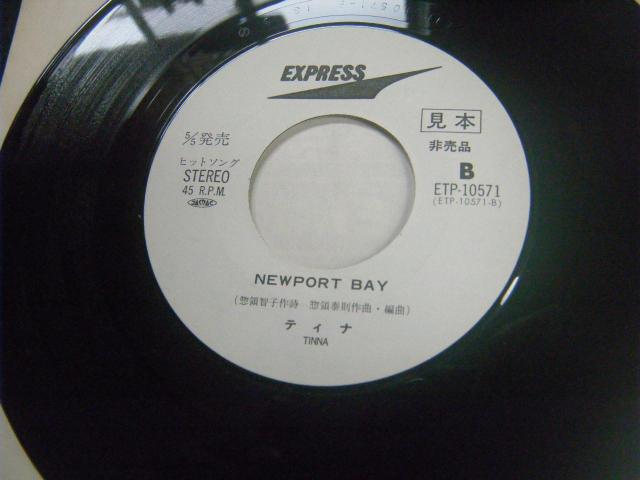 EXPRESS
見本
5/5発売
非売品
ヒットソング
B
STEREO
ETP-10571
45 R.P.M.
(ETP-10571-B)
JASRAC
NEWPORT BAY
(惣領智子作詩 惣領泰則作曲・編曲)
ティナ
TINNA